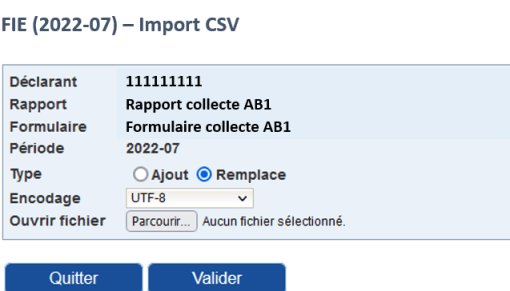 FIE (2022-07) – Import CSV
Déclarant 111111111
Rapport Rapport collecte AB1
Formulaire Formulaire collecte AB1
Période 2022-07
Type Ajout Remplace
Encodage UTF-8
Ouvrir fichier Parcourir... Aucun fichier sélectionné.
Quitter Valider